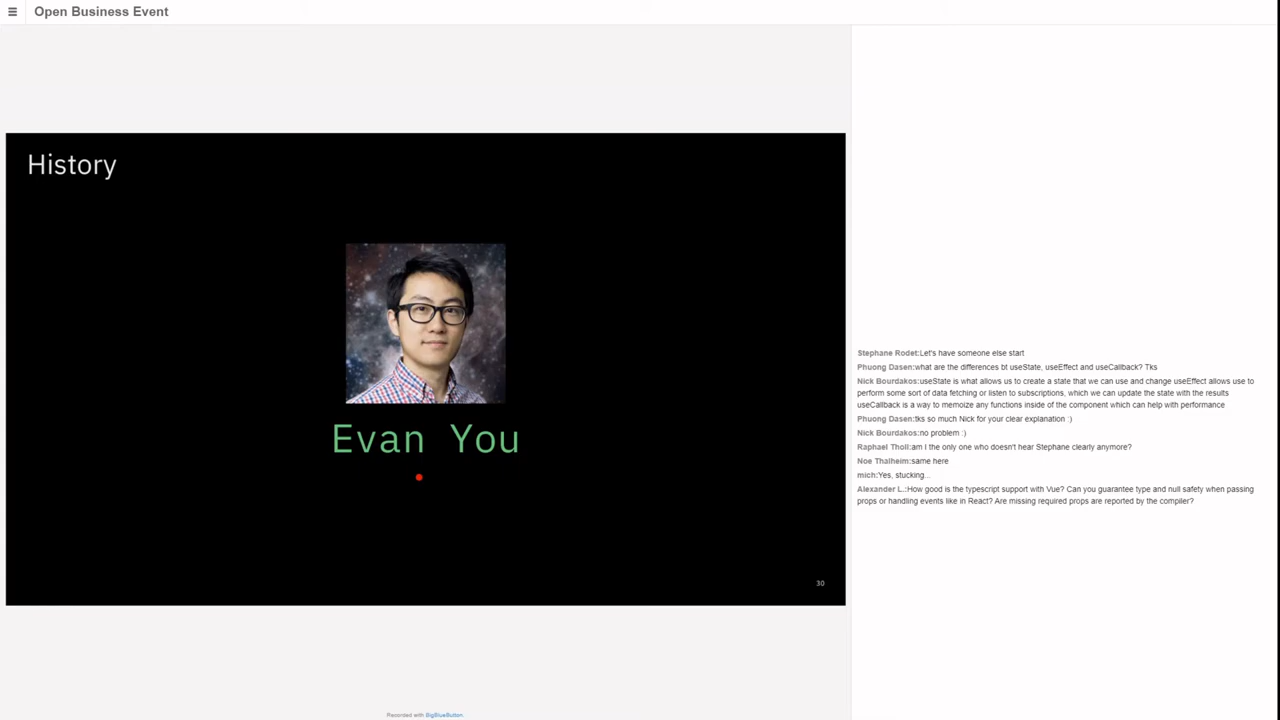 ☰ Open Business Event
History
Evan You
30
Stephane Rodet:Let's have someone else start
Phuong Dasen:what are the differences bt useState, useEffect and useCallback? Tks
Nick Bourdakos:useState is what allows us to create a state that we can use and change useEffect allows use to
perform some sort of data fetching or listen to subscriptions, which we can update the state with the results
useCallback is a way to memoize any functions inside of the component which can help with performance
Phuong Dasen:tks so much Nick for your clear explanation :)
Nick Bourdakos:no problem :)
Raphael Tholl:am I the only one who doesn't hear Stephane clearly anymore?
Noe Thalheim:same here
mich:Yes, stucking...
Alexander L.:How good is the typescript support with Vue? Can you guarantee type and null safety when passing
props or handling events like in React? Are missing required props are reported by the compiler?
Recorded with BigBlueButton.